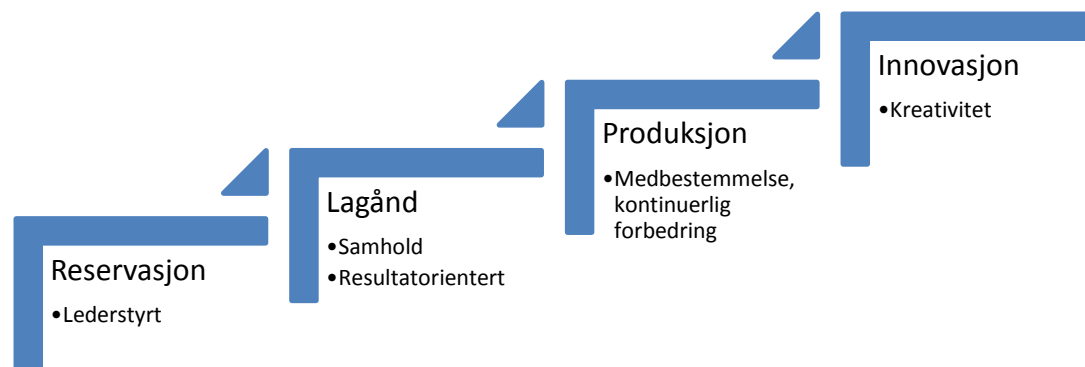 Reservasjon
•Lederstyrt
Lagånd
•Samhold
•Resultatorientert
Produksjon
•Medbestemmelse,
kontinuerlig
forbedring
Innovasjon
•Kreativitet